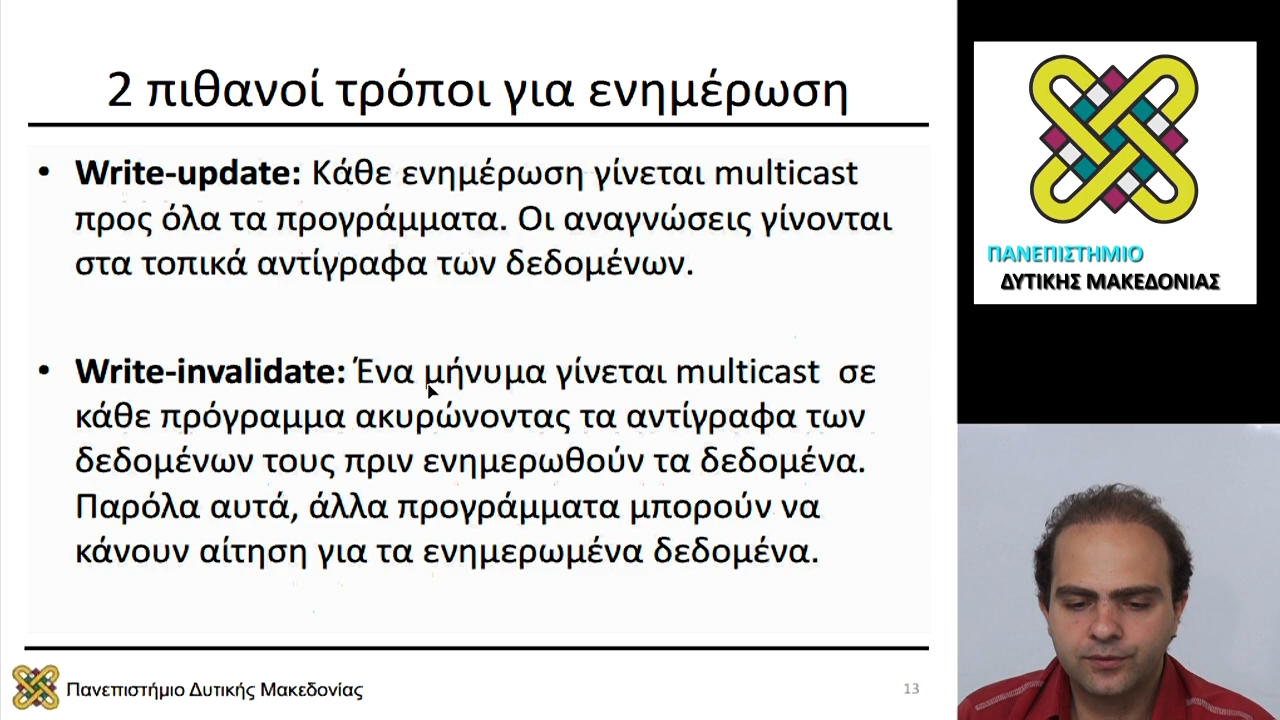 2 πιθανοί τρόποι για ενημέρωση
• Write-update: Κάθε ενημέρωση γίνεται multicast
προς όλα τα προγράμματα. Οι αναγνώσεις γίνονται
στα τοπικά αντίγραφα των δεδομένων.
• Write-invalidate: Ένα μήνυμα γίνεται multicast σε
κάθε πρόγραμμα ακυρώνοντας τα αντίγραφα των
δεδομένων τους πριν ενημερωθούν τα δεδομένα.
Παρόλα αυτά, άλλα προγράμματα μπορούν να
κάνουν αίτηση για τα ενημερωμένα δεδομένα.
Πανεπιστήμιο Δυτικής Μακεδονίας
13
ΠΑΝΕΠΙΣΤΗΜΙΟ
ΔΥΤΙΚΗΣ ΜΑΚΕΔΟΝΙΑΣ